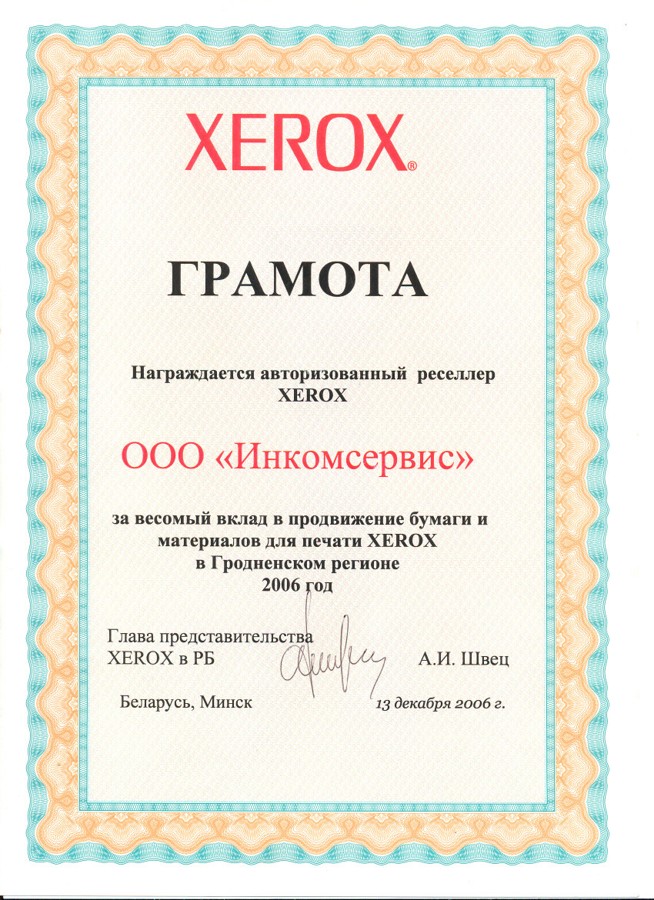 XEROX®
ГРАМОТА
Награждается авторизованный реселлер
XEROX
ООО «Инкомсервис»
за весомый вклад в продвижение бумаги и
материалов для печати XEROX
в Гродненском регионе
2006 год
Глава представительства
XEROX в РБ А.И. Швец
Беларусь, Минск 13 декабря 2006 г.